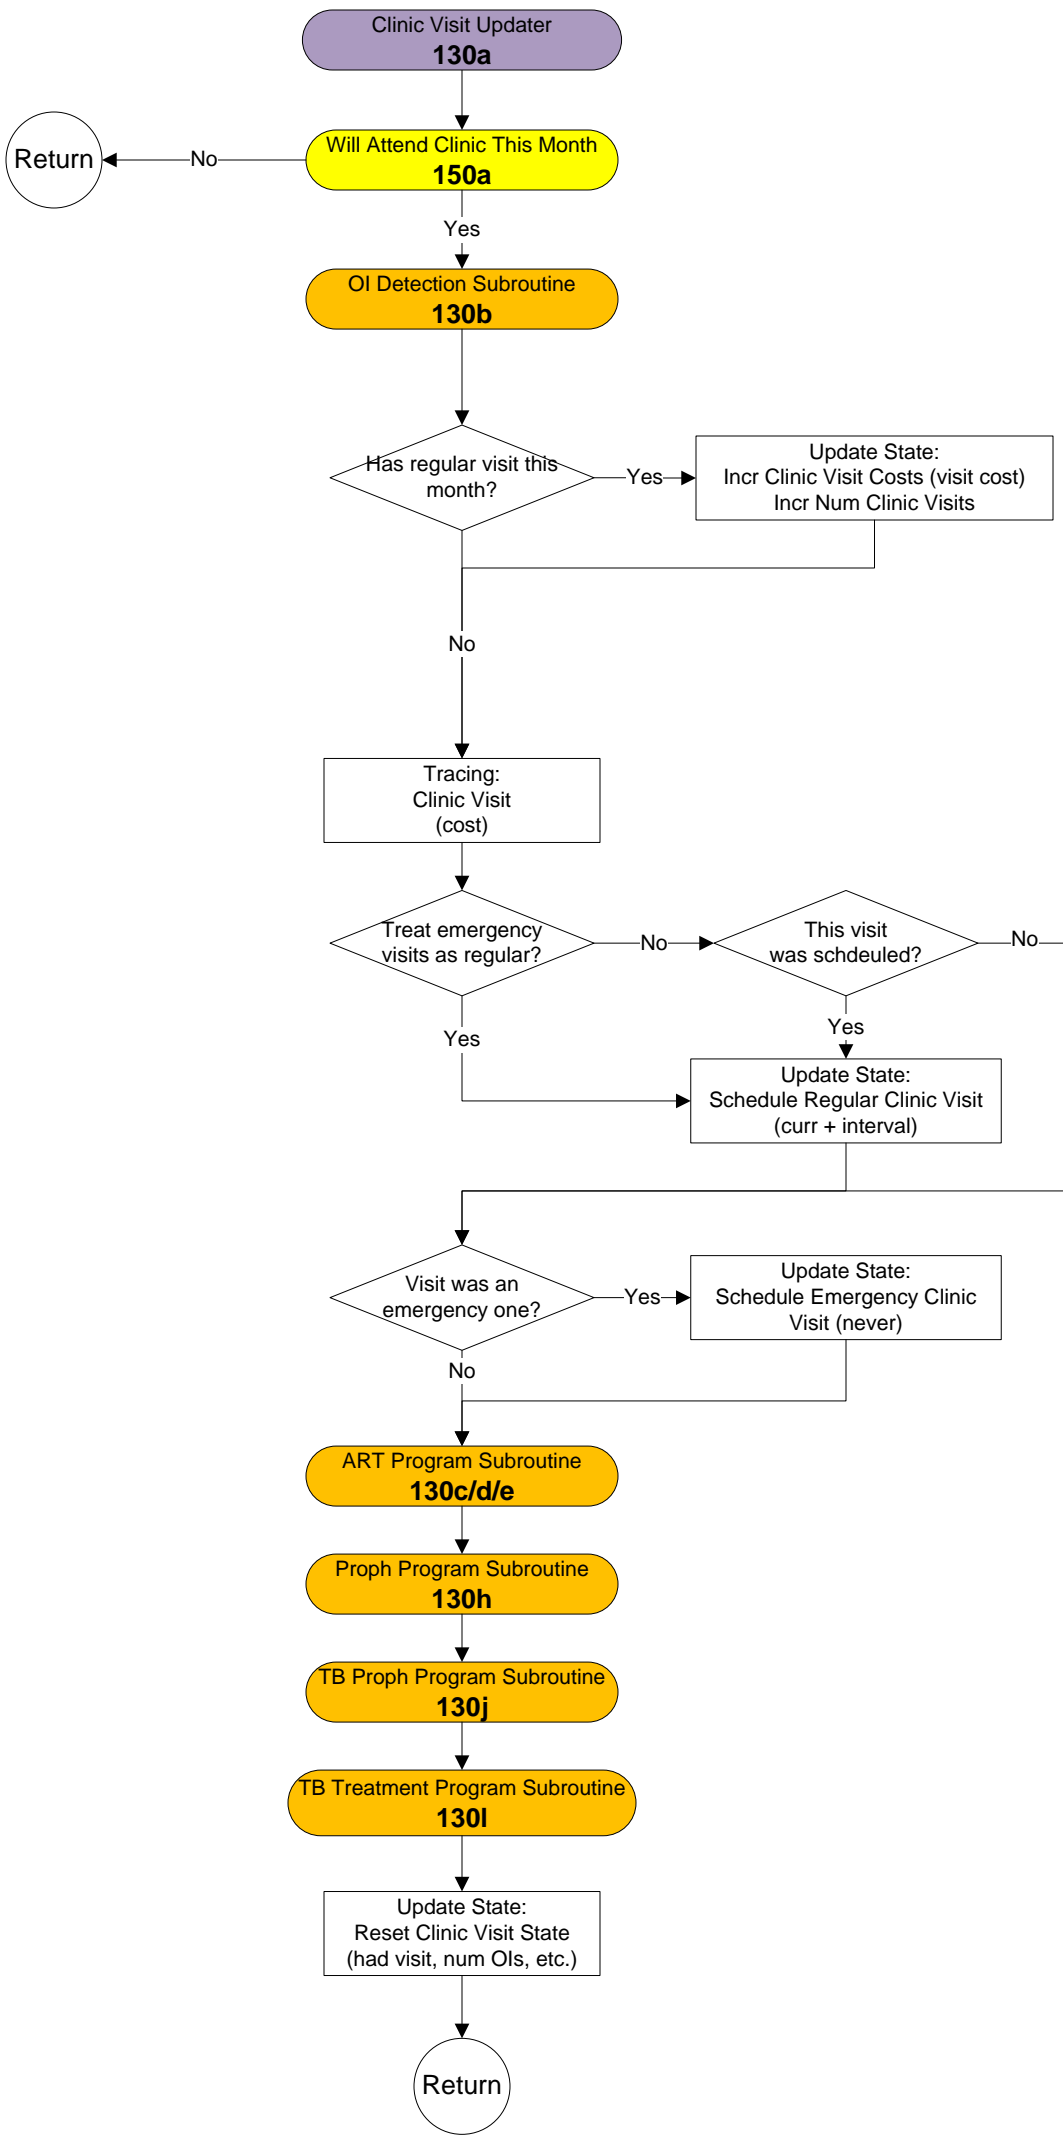 Clinic Visit Updater
130a
Return
No
Will Attend Clinic This Month
150a
Yes
OI Detection Subroutine
130b
Has regular visit this
month?
Yes
Update State:
Incr Clinic Visit Costs (visit cost)
Incr Num Clinic Visits
No
Tracing:
Clinic Visit
(cost)
Treat emergency
visits as regular?
No
This visit
was schdeuled?
No
Yes
Yes
Update State:
Schedule Regular Clinic Visit
(curr + interval)
Visit was an
emergency one?
Yes
Update State:
Schedule Emergency Clinic
Visit (never)
No
ART Program Subroutine
130c/d/e
Proph Program Subroutine
130h
TB Proph Program Subroutine
130j
TB Treatment Program Subroutine
130l
Update State:
Reset Clinic Visit State
(had visit, num OIs, etc.)
Return